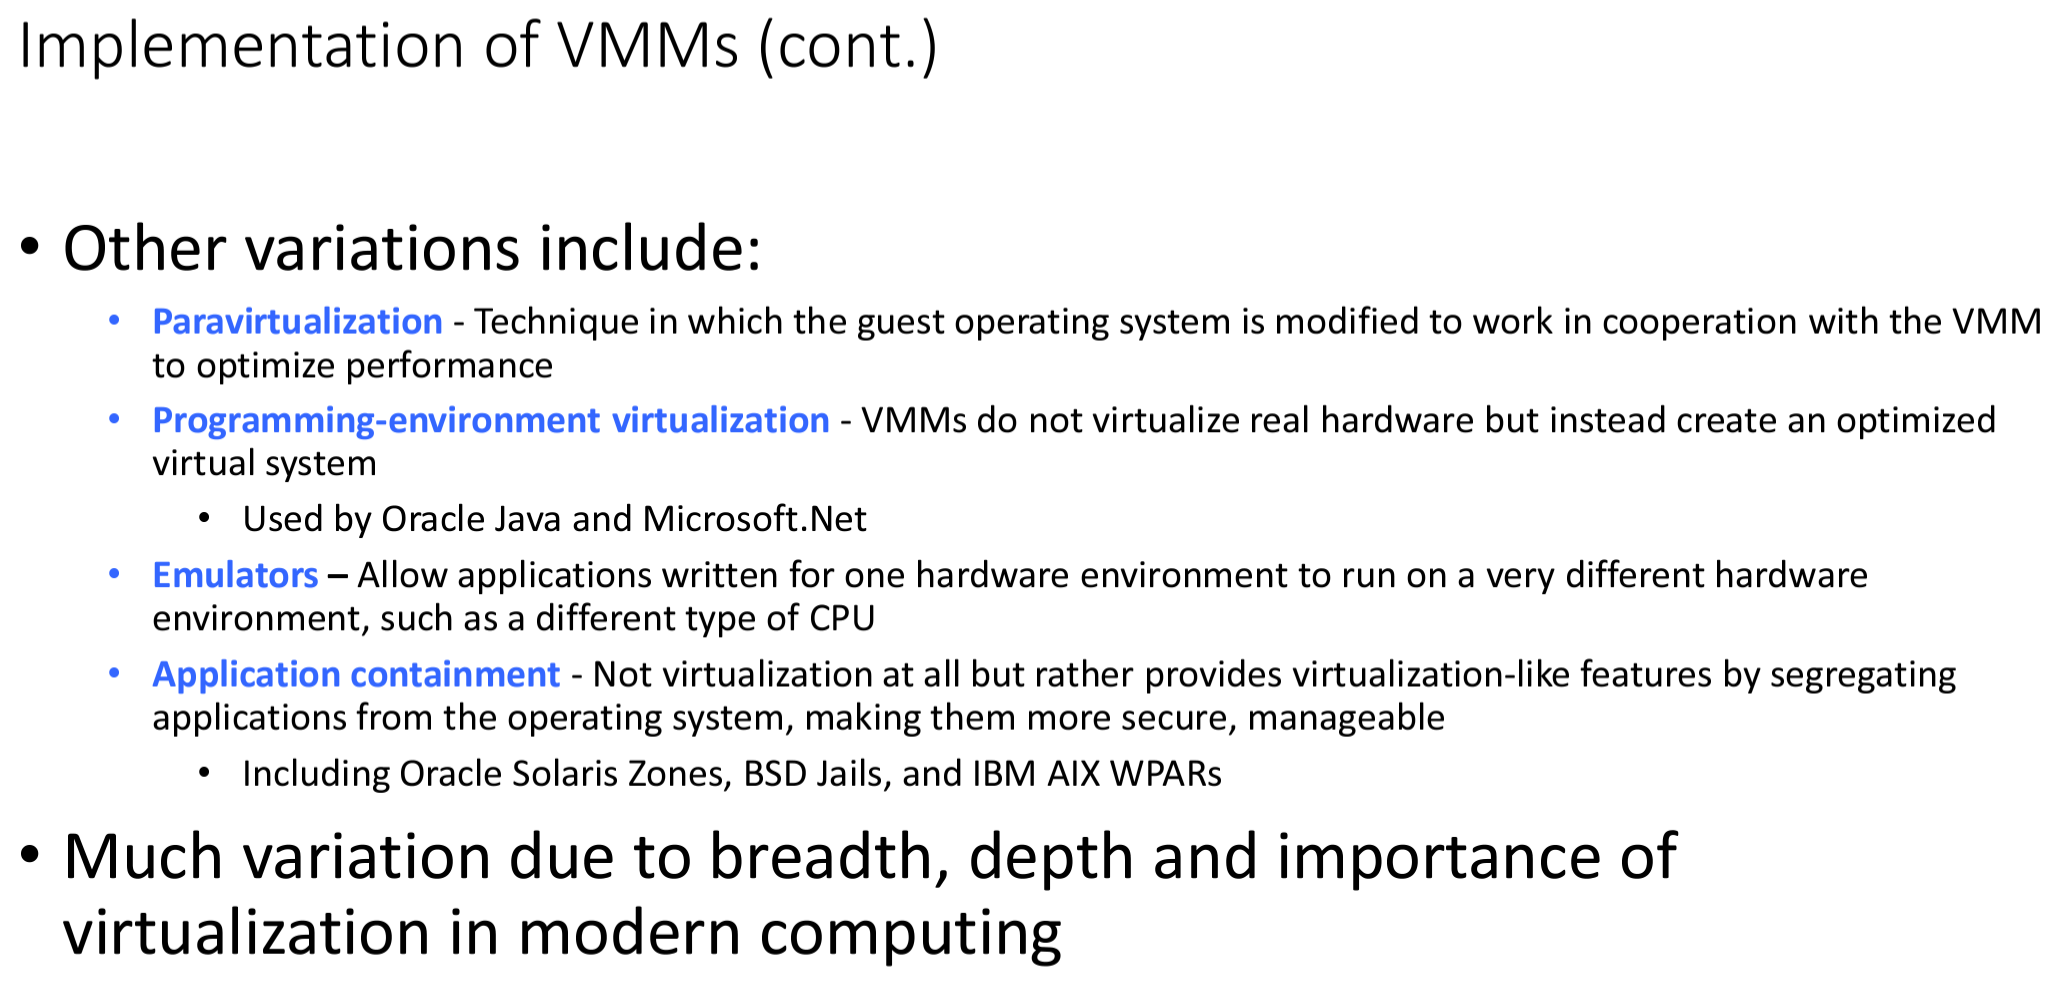 Implementation of VMMs (cont.)
• Other variations include:
• Paravirtualization - Technique in which the guest operating system is modified to work in cooperation with the VMM
to optimize performance
• Programming-environment virtualization - VMMs do not virtualize real hardware but instead create an optimized
virtual system
• Used by Oracle Java and Microsoft.Net
• Emulators – Allow applications written for one hardware environment to run on a very different hardware
environment, such as a different type of CPU
• Application containment - Not virtualization at all but rather provides virtualization-like features by segregating
applications from the operating system, making them more secure, manageable
• Including Oracle Solaris Zones, BSD Jails, and IBM AIX WPARs
• Much variation due to breadth, depth and importance of
virtualization in modern computing